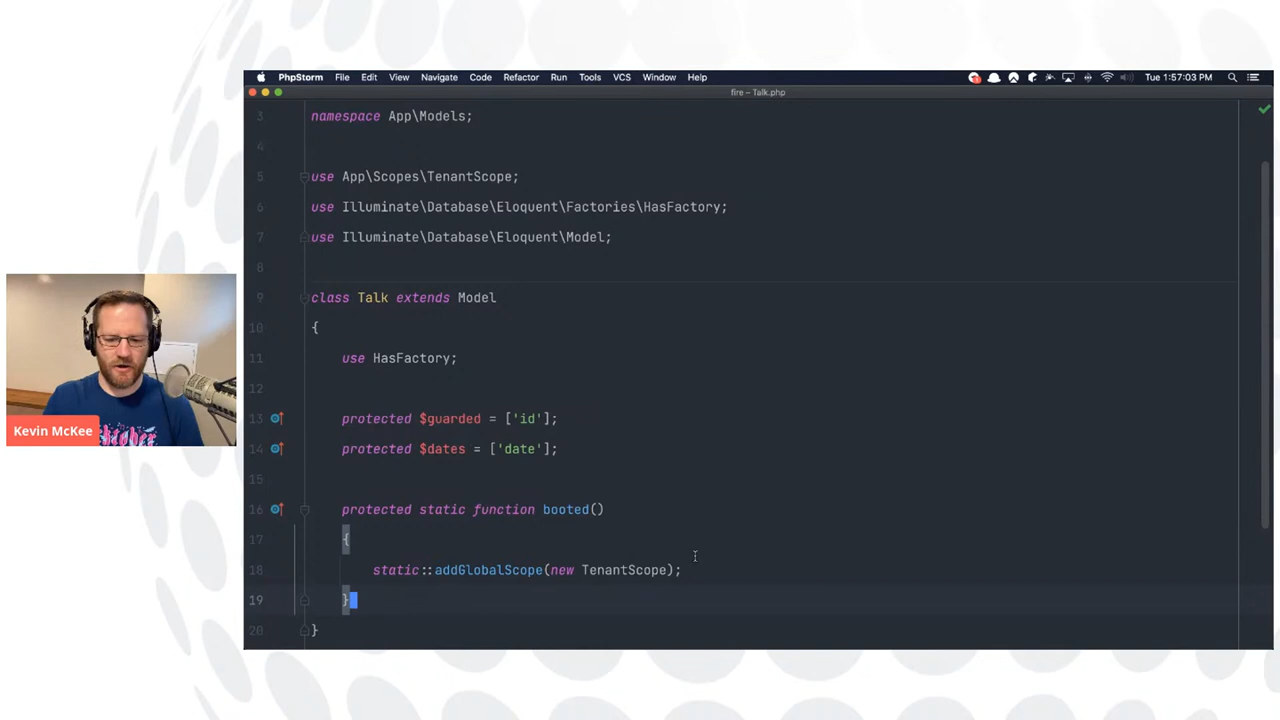 PhpStorm File Edit View Navigate Code Refactor Run Tools VCS Window Help Tue 1:57:03 PM
fire – Talk.php
3 namespace App\Models;
4
5 use App\Scopes\TenantScope;
6 use Illuminate\Database\Eloquent\Factories\HasFactory;
7 use Illuminate\Database\Eloquent\Model;
8
9 class Talk extends Model
10 {
11 use HasFactory;
12
13 protected $guarded = ['id'];
14 protected $dates = ['date'];
15
16 protected static function booted()
17 {
18 static::addGlobalScope(new TenantScope);
19 }
20 }
Kevin McKee